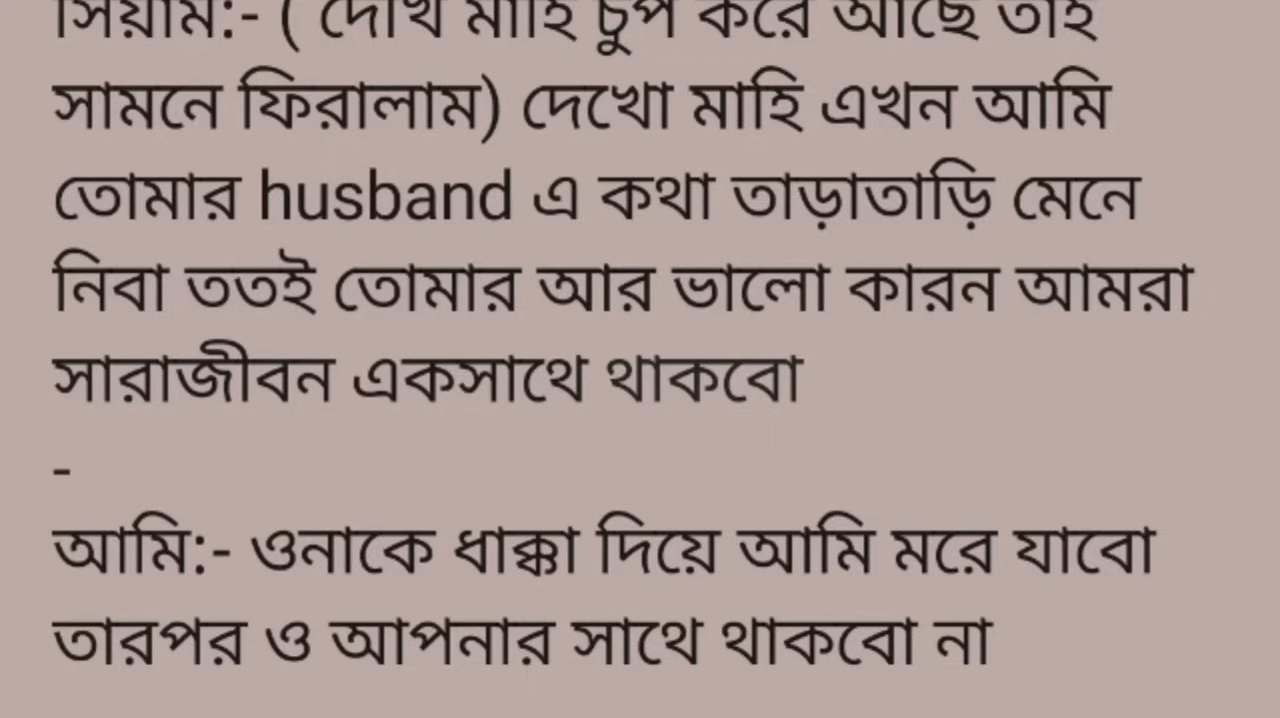 সিয়াম:- ( দেখি মাহি চুপ করে আছে তাই
সামনে ফিরালাম) দেখো মাহি এখন আমি
তোমার husband এ কথা তাড়াতাড়ি মেনে
নিবা ততই তোমার আর ভালো কারন আমরা
সারাজীবন একসাথে থাকবো
-
আমি:- ওনাকে ধাক্কা দিয়ে আমি মরে যাবো
তারপর ও আপনার সাথে থাকবো না